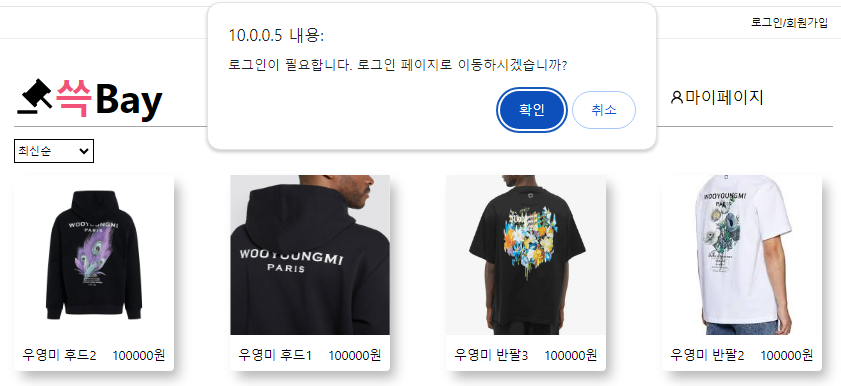 로그인/회원가입
10.0.0.5 내용:
로그인이 필요합니다. 로그인 페이지로 이동하시겠습니까?
확인 취소
쓱Bay
마이페이지
최신순
WOOYOUNGMI
PARIS
WOOYOUNGMI
PARIS
WOOYOUNGMI
PARIS
우영미 후드2 100000원
우영미 후드1 100000원
우영미 반팔3 100000원
우영미 반팔2 100000원